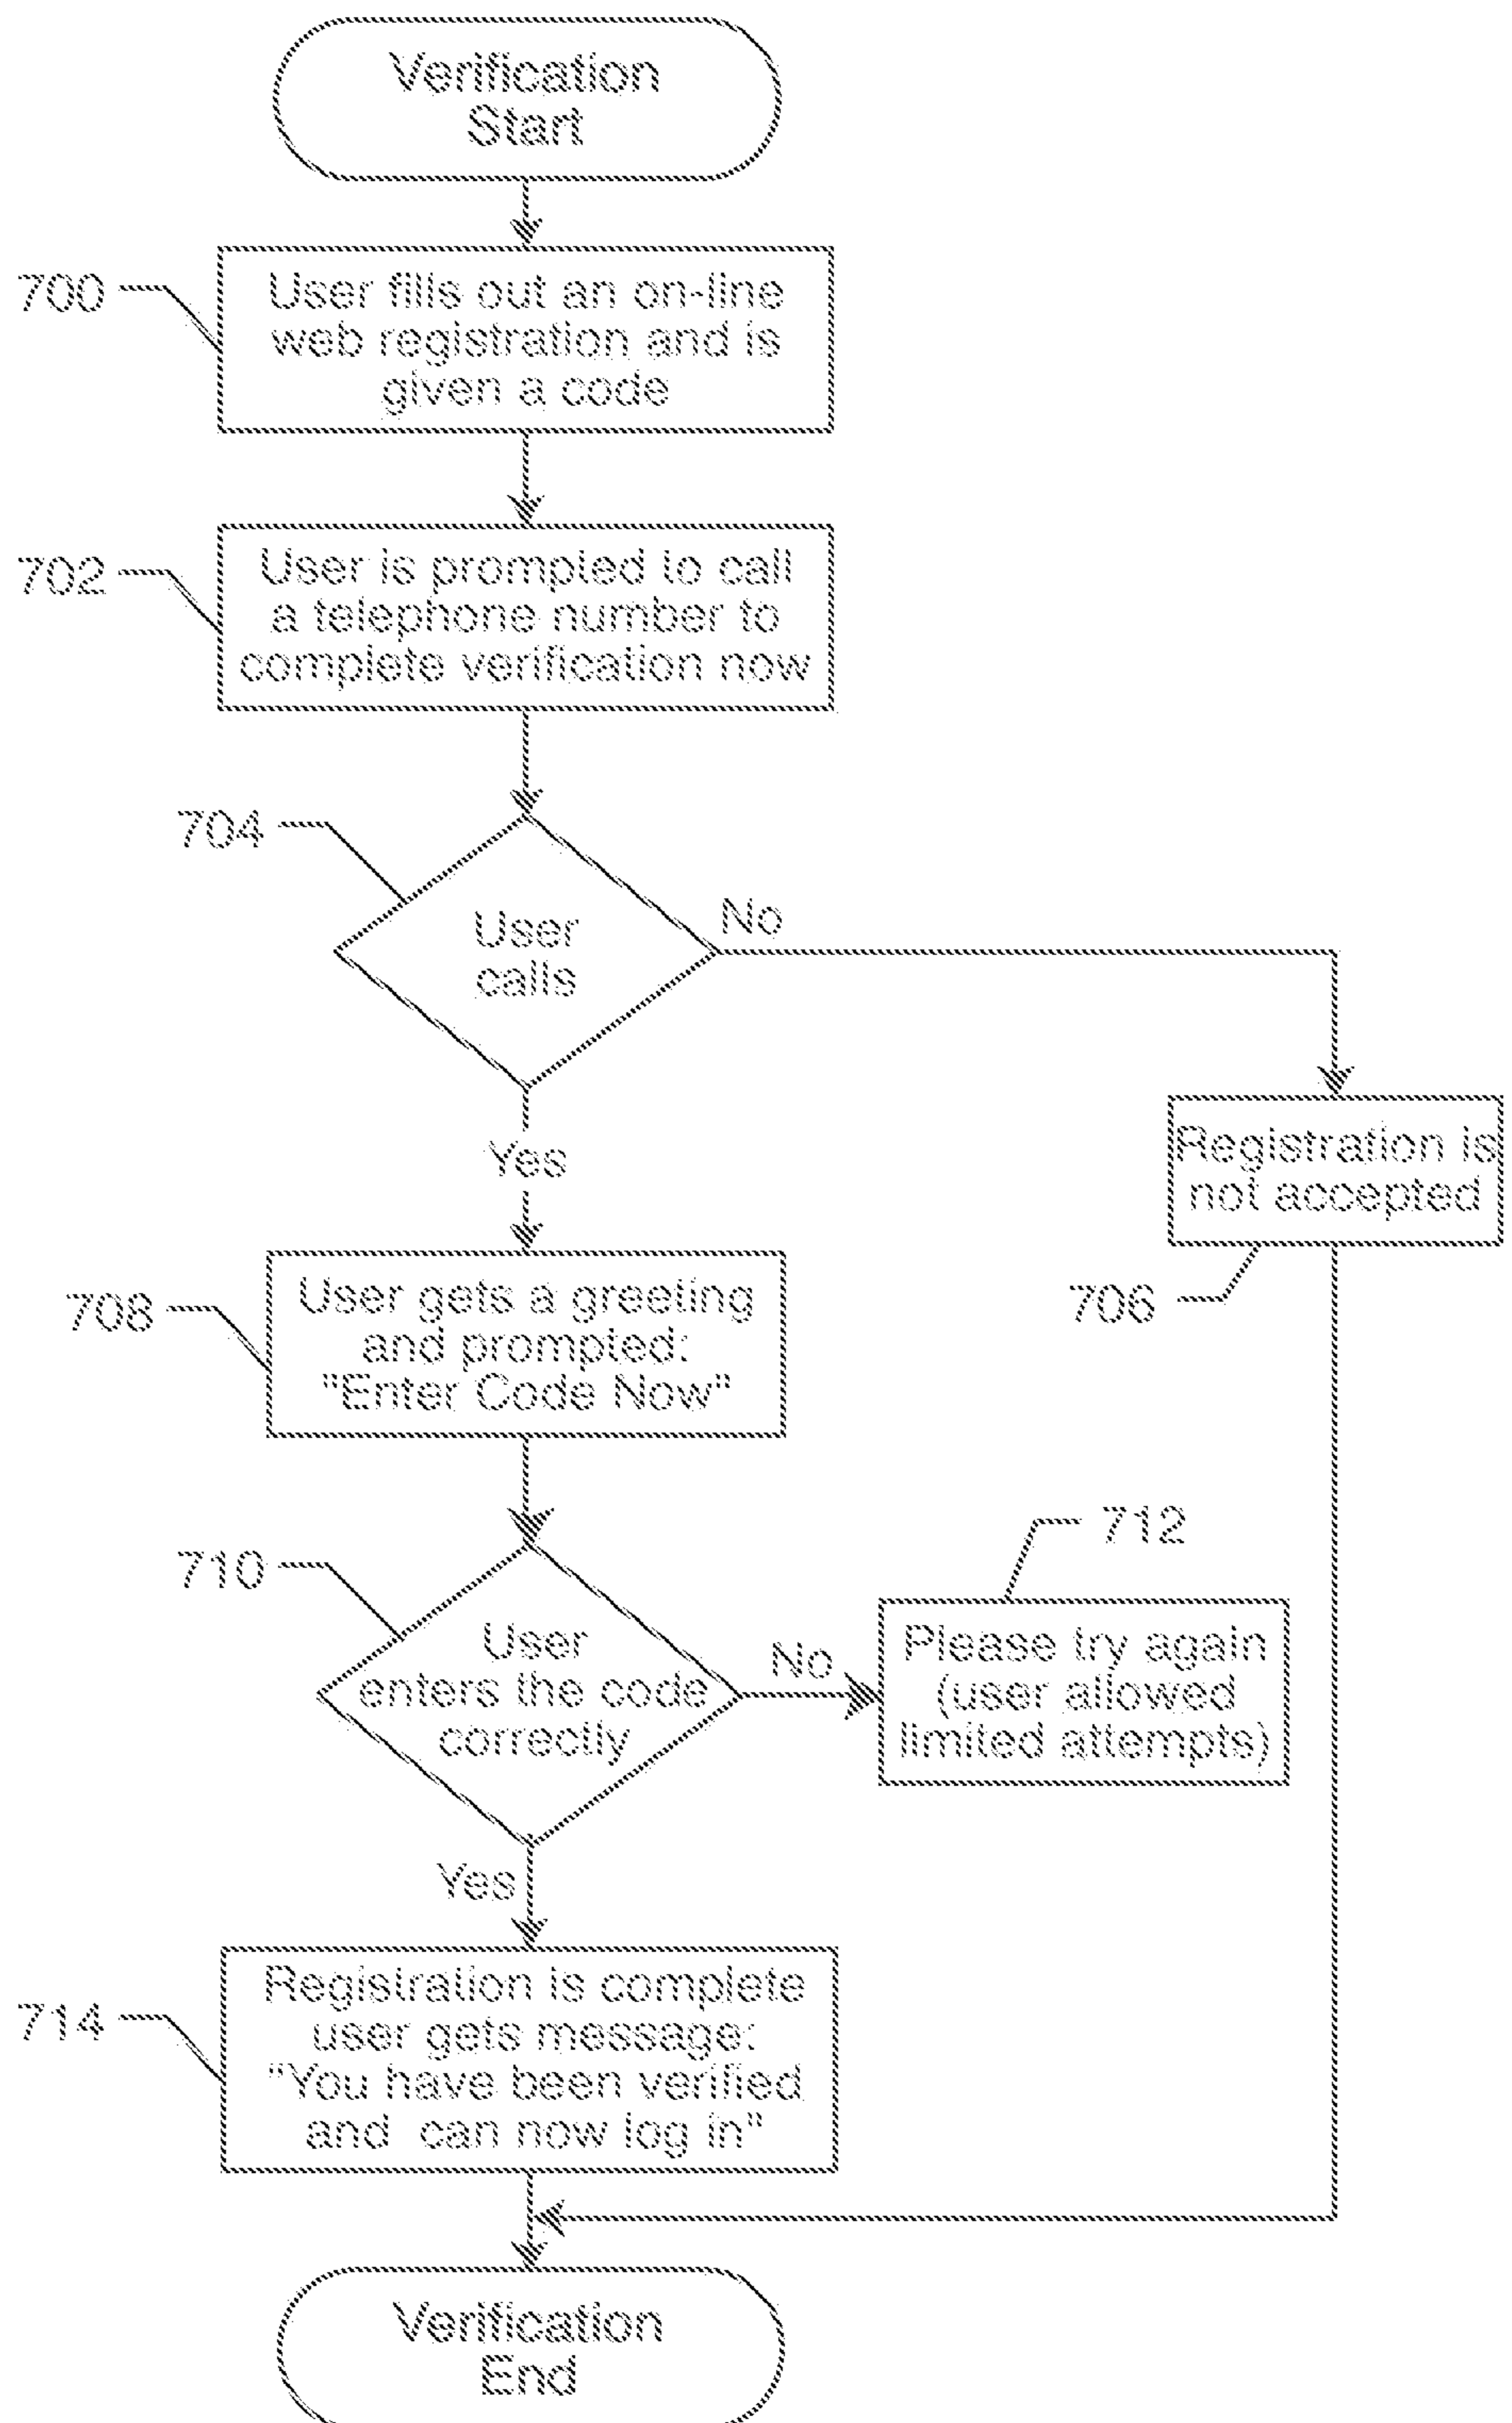 Verification
Start
700
User fills out an on-line
web registration and is
given a code
702
User is prompted to call
a telephone number to
complete verification now
704
User
calls
No
Yes
Registration is
not accepted
706
708
User gets a greeting
and prompted:
"Enter Code Now"
710
User
enters the code
correctly
No
712
Please try again
(user allowed
limited attempts)
Yes
714
Registration is complete
user gets message:
"You have been verified
and can now log in"
Verification
End